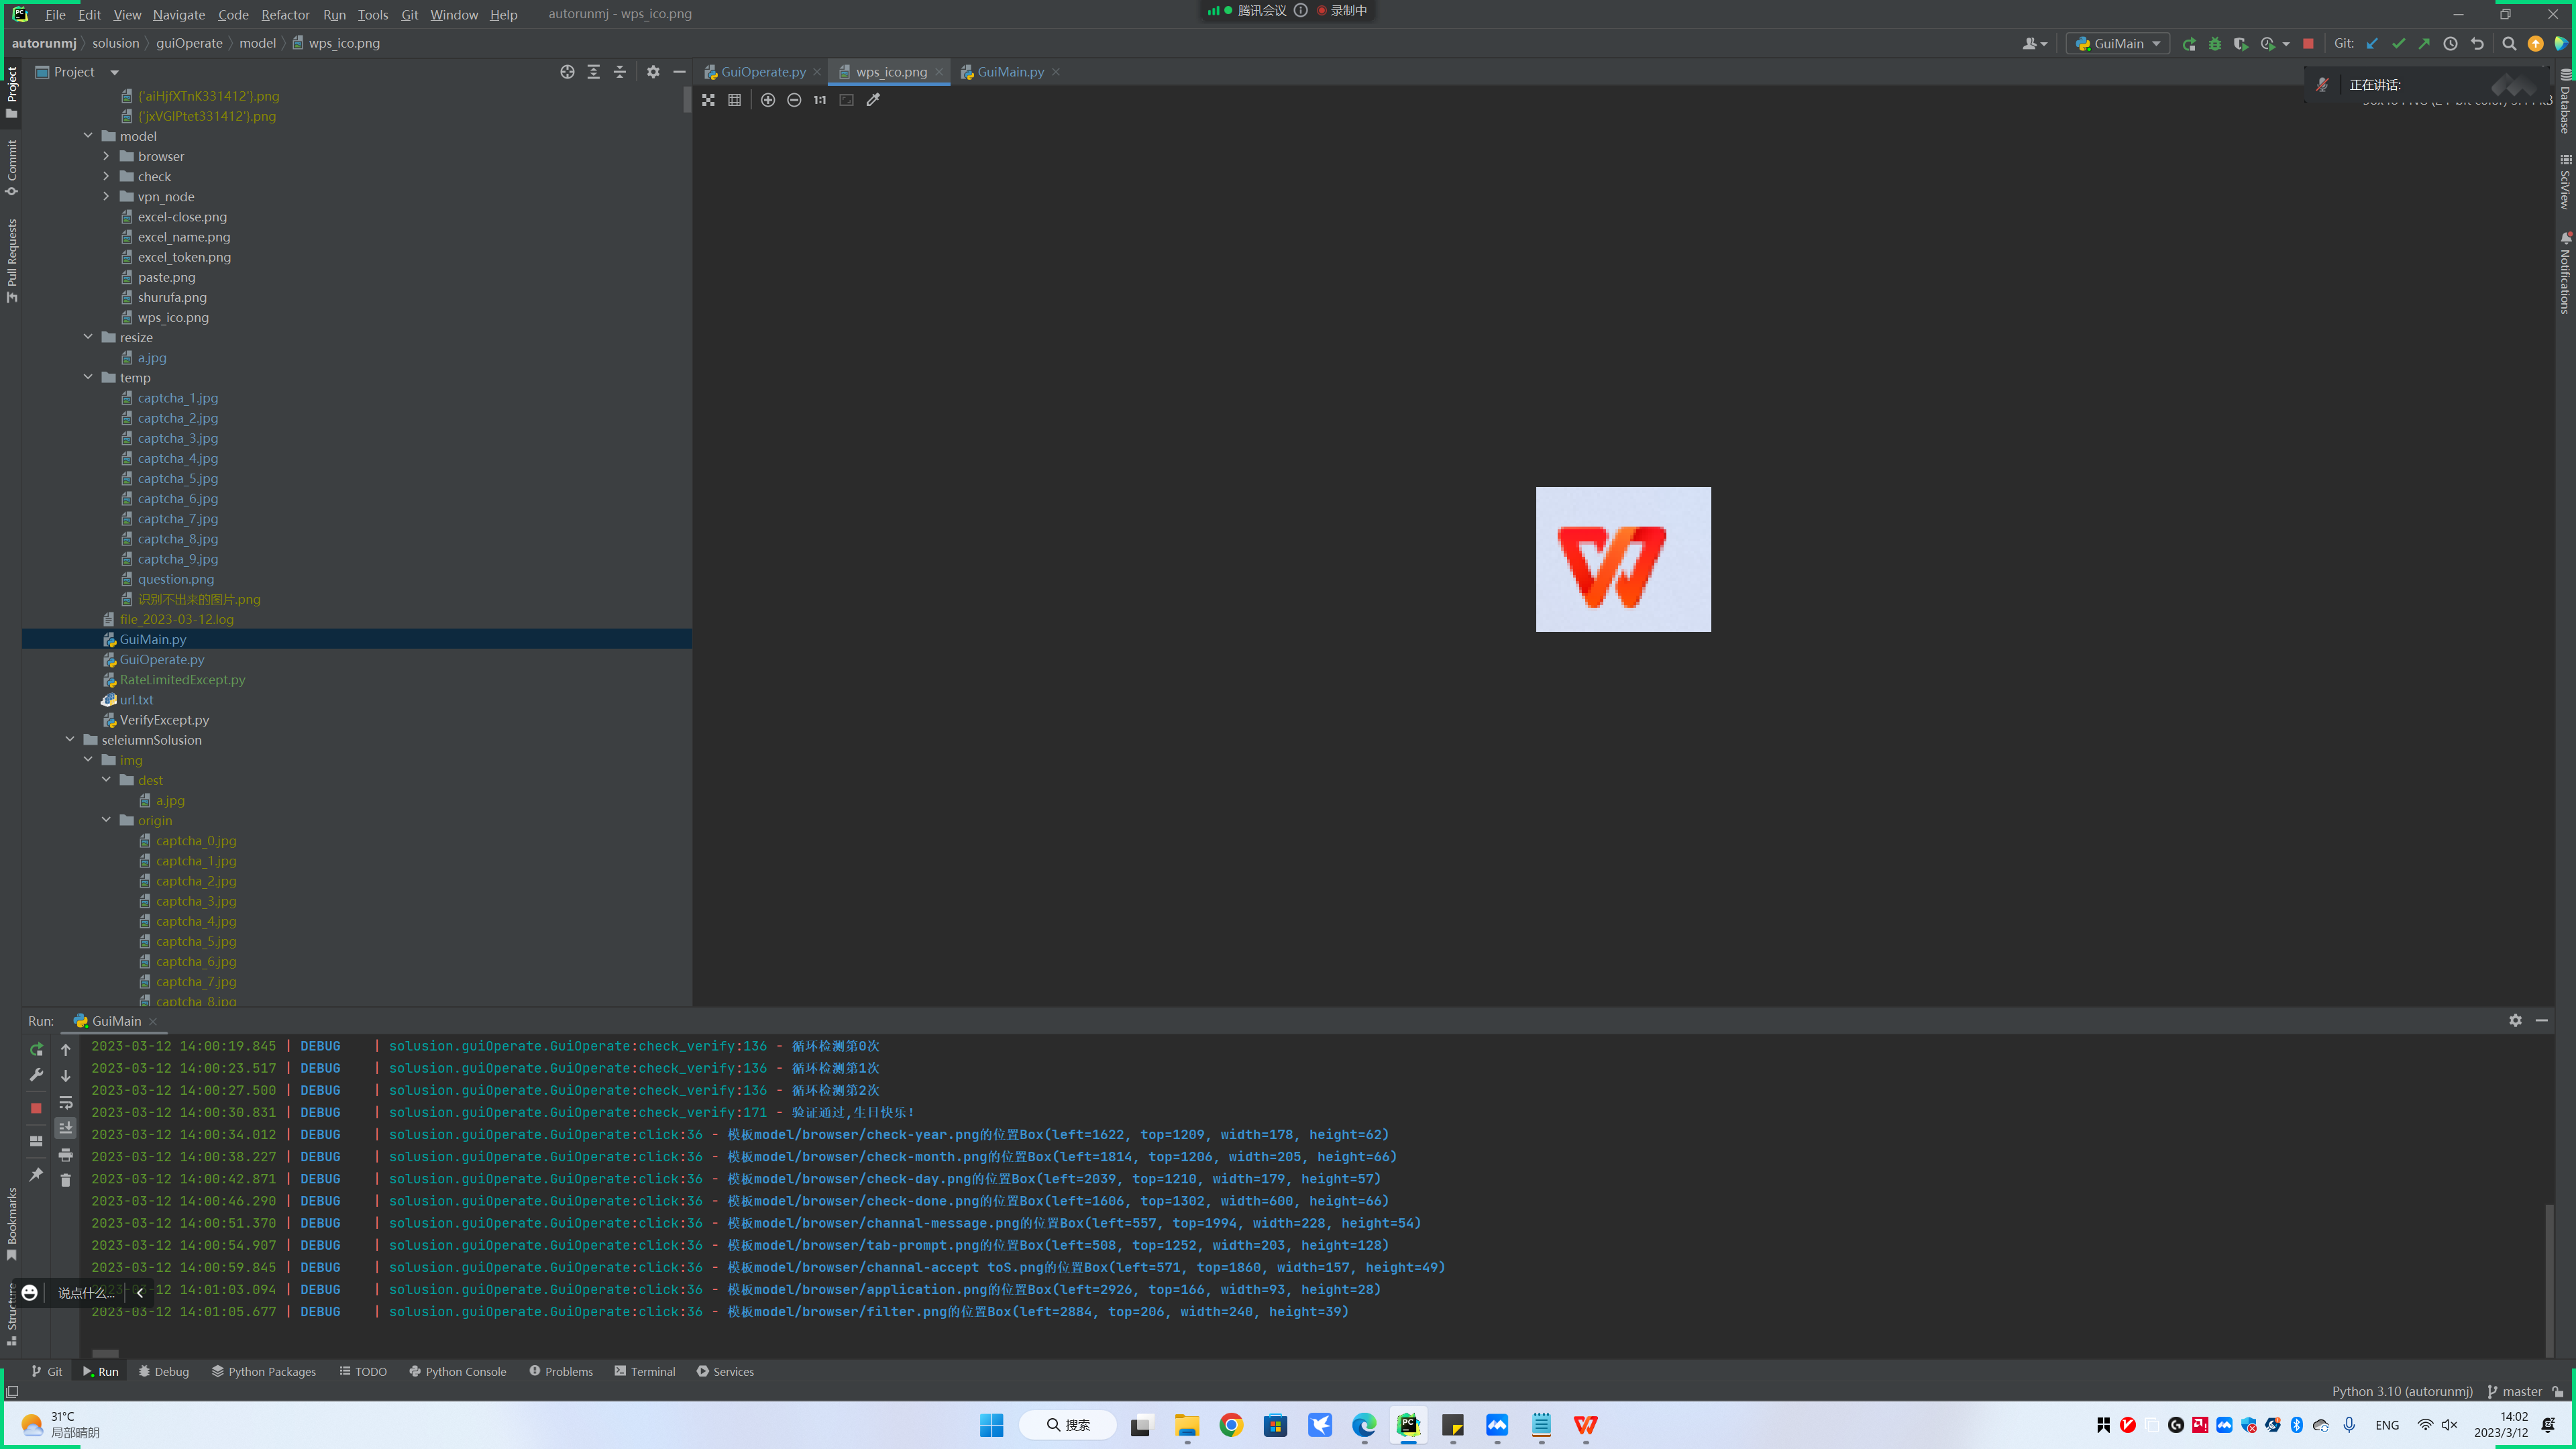 File Edit View Navigate Code Refactor Run Tools Git Window Help autorunmj - wps_ico.png
腾讯会议 录制中
autorunmj solusion guiOperate model wps_ico.png
GuiMain
Git:
Project
GuiOperate.py
wps_ico.png
GuiMain.py
正在讲话:
1:1
{'aiHjfXTnK331412'}.png
{'jxVGlPtet331412'}.png
model
browser
check
vpn_node
excel-close.png
excel_name.png
excel_token.png
paste.png
shurufa.png
wps_ico.png
resize
a.jpg
temp
captcha_1.jpg
captcha_2.jpg
captcha_3.jpg
captcha_4.jpg
captcha_5.jpg
captcha_6.jpg
captcha_7.jpg
captcha_8.jpg
captcha_9.jpg
question.png
识别不出来的图片.png
file_2023-03-12.log
GuiMain.py
GuiOperate.py
RateLimitedExcept.py
url.txt
VerifyExcept.py
seleiumnSolusion
img
dest
a.jpg
origin
captcha_0.jpg
captcha_1.jpg
captcha_2.jpg
captcha_3.jpg
captcha_4.jpg
captcha_5.jpg
captcha_6.jpg
captcha_7.jpg
captcha_8.jpg
Project
Commit
Pull Requests
Bookmarks
Structure
Database
SciView
Notifications
Run: GuiMain
2023-03-12 14:00:19.845 | DEBUG | solusion.guiOperate.GuiOperate:check_verify:136 - 循环检测第0次
2023-03-12 14:00:23.517 | DEBUG | solusion.guiOperate.GuiOperate:check_verify:136 - 循环检测第1次
2023-03-12 14:00:27.500 | DEBUG | solusion.guiOperate.GuiOperate:check_verify:136 - 循环检测第2次
2023-03-12 14:00:30.831 | DEBUG | solusion.guiOperate.GuiOperate:check_verify:171 - 验证通过,生日快乐!
2023-03-12 14:00:34.012 | DEBUG | solusion.guiOperate.GuiOperate:click:36 - 模板model/browser/check-year.png的位置Box(left=1622, top=1209, width=178, height=62)
2023-03-12 14:00:38.227 | DEBUG | solusion.guiOperate.GuiOperate:click:36 - 模板model/browser/check-month.png的位置Box(left=1814, top=1206, width=205, height=66)
2023-03-12 14:00:42.871 | DEBUG | solusion.guiOperate.GuiOperate:click:36 - 模板model/browser/check-day.png的位置Box(left=2039, top=1210, width=179, height=57)
2023-03-12 14:00:46.290 | DEBUG | solusion.guiOperate.GuiOperate:click:36 - 模板model/browser/check-done.png的位置Box(left=1606, top=1302, width=600, height=66)
2023-03-12 14:00:51.370 | DEBUG | solusion.guiOperate.GuiOperate:click:36 - 模板model/browser/channal-message.png的位置Box(left=557, top=1994, width=228, height=54)
2023-03-12 14:00:54.907 | DEBUG | solusion.guiOperate.GuiOperate:click:36 - 模板model/browser/tab-prompt.png的位置Box(left=508, top=1252, width=203, height=128)
2023-03-12 14:00:59.845 | DEBUG | solusion.guiOperate.GuiOperate:click:36 - 模板model/browser/channal-accept toS.png的位置Box(left=571, top=1860, width=157, height=49)
2023-03-12 14:01:03.094 | DEBUG | solusion.guiOperate.GuiOperate:click:36 - 模板model/browser/application.png的位置Box(left=2926, top=166, width=93, height=28)
2023-03-12 14:01:05.677 | DEBUG | solusion.guiOperate.GuiOperate:click:36 - 模板model/browser/filter.png的位置Box(left=2884, top=206, width=240, height=39)
说点什么...
Git Run Debug Python Packages TODO Python Console Problems Terminal Services
Python 3.10 (autorunmj) master
31°C
局部晴朗
搜索
ENG
14:02
2023/3/12